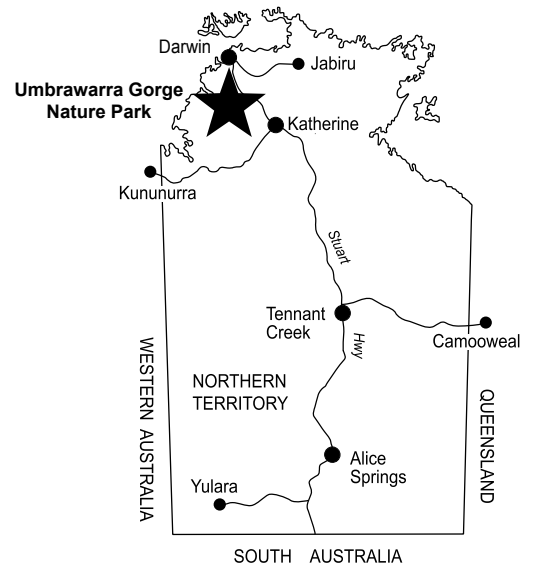 Darwin
Jabiru
Umbrawarra Gorge
Nature Park
Katherine
Kununurra
Stuart
Tennant
Creek
Hwy
Camooweal
WESTERN AUSTRALIA
NORTHERN
TERRITORY
QUEENSLAND
Alice
Springs
Yulara
SOUTH AUSTRALIA